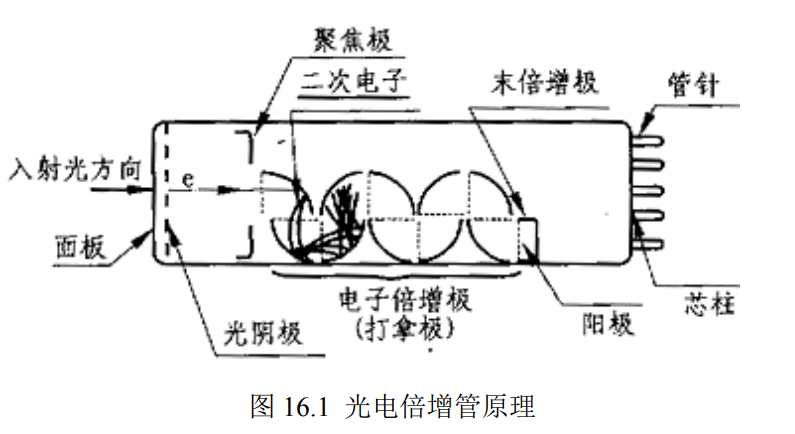 聚焦极
二次电子
末倍增极
管针
入射光方向
e
面板
光阴极
电子倍增极
(打拿极)
阳极
芯柱
图 16.1 光电倍增管原理